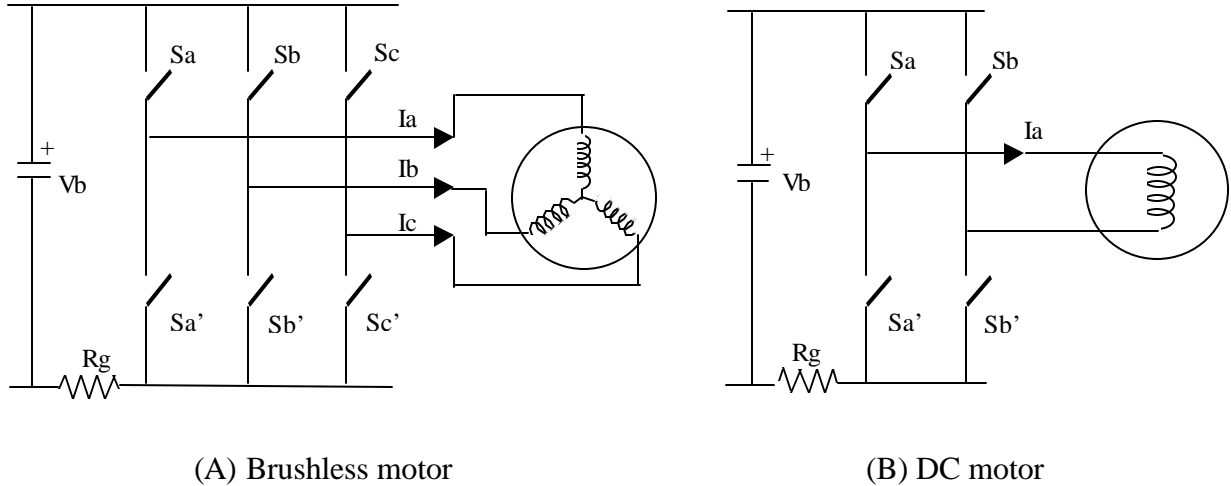 Sa Sb Sc
Ia
+
Vb
Ib
Ic
Sa’ Sb’ Sc’
Rg
(A) Brushless motor
Sa Sb
Ia
+
Vb
Sa’ Sb’
Rg
(B) DC motor